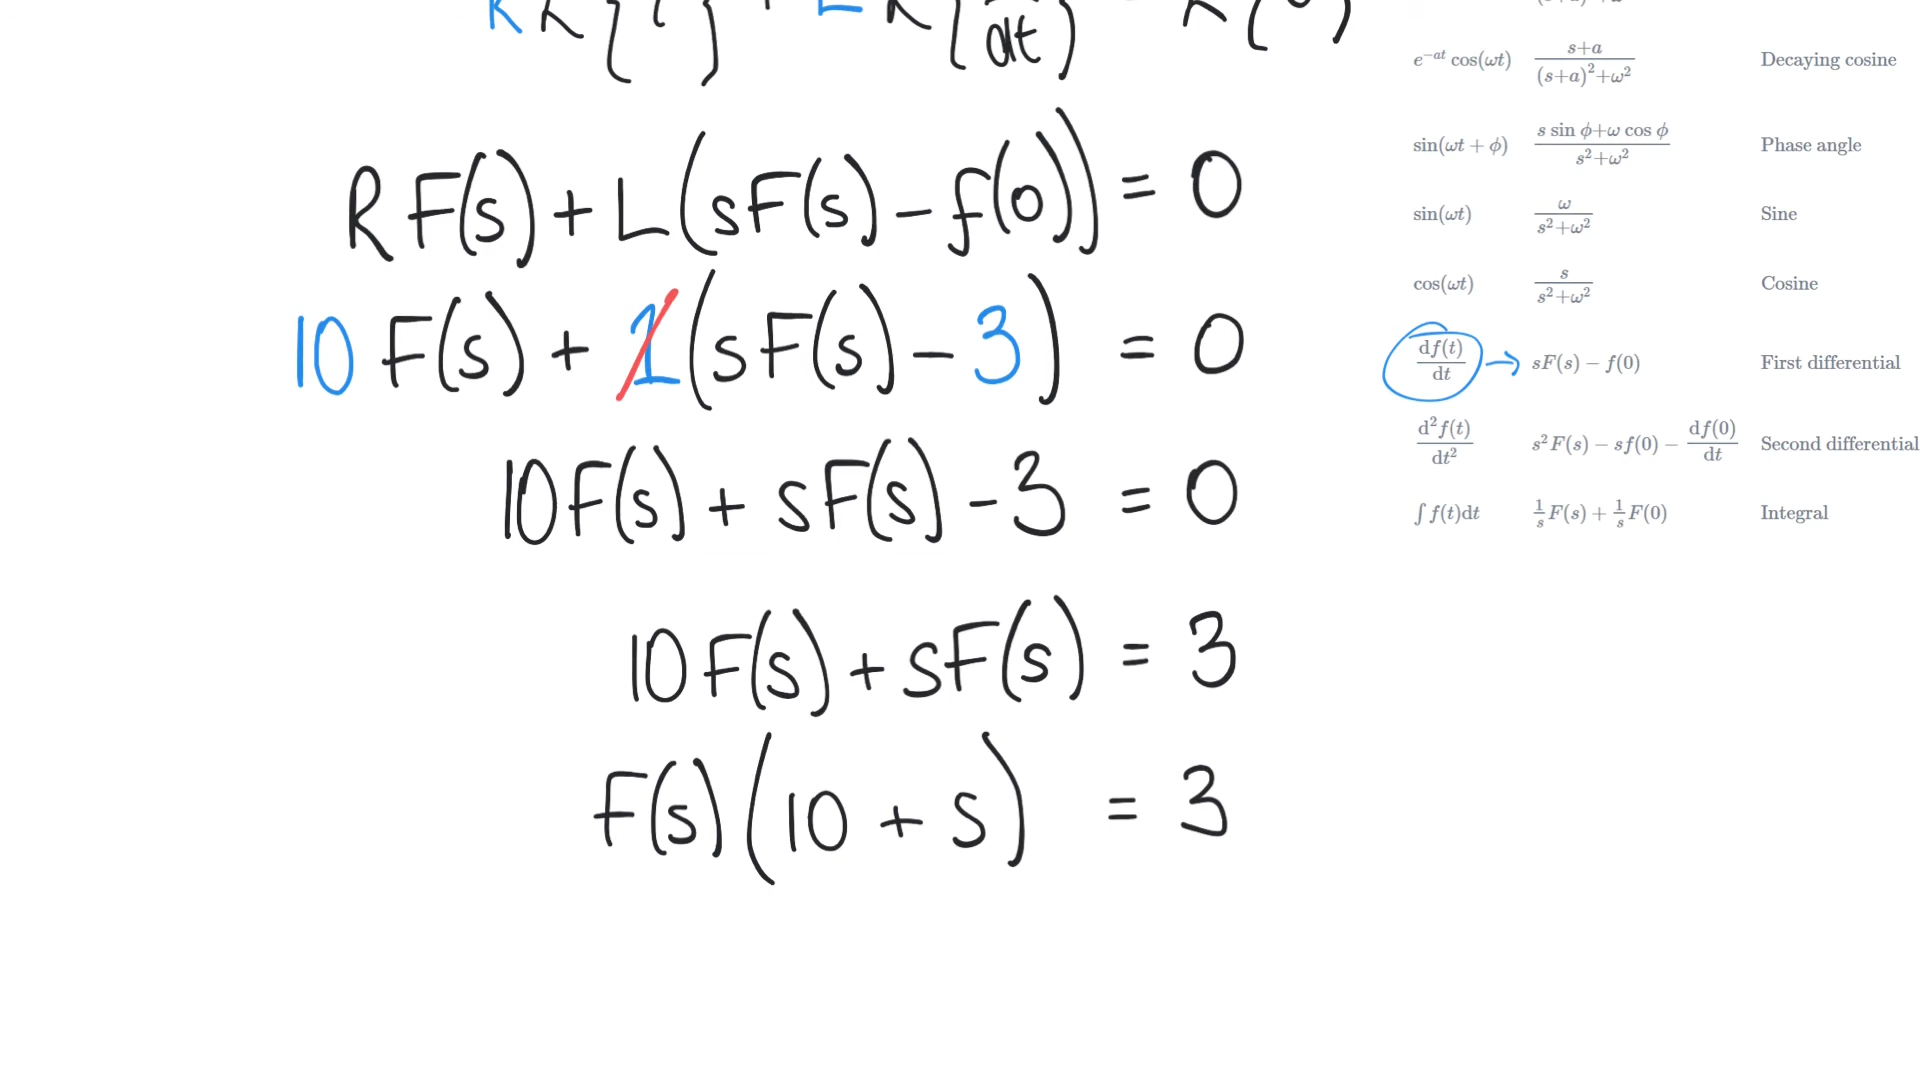 dt
R F(s) + L(sF(s) - f(0)) = 0
10 F(s) + 1(sF(s) - 3) = 0
10F(s) + sF(s) - 3 = 0
10F(s) + sF(s) = 3
F(s)(10 + s) = 3
e^{-at} cos(ωt) (s+a)/((s+a)²+ω²) Decaying cosine
sin(ωt + ϕ) (s sin ϕ+ω cos ϕ)/(s²+ω²) Phase angle
sin(ωt) ω/(s²+ω²) Sine
cos(ωt) s/(s²+ω²) Cosine
df(t)/dt → sF(s) − f(0) First differential
d²f(t)/dt² s²F(s) − sf(0) − df(0)/dt Second differential
∫ f(t)dt 1/s F(s) + 1/s F(0) Integral